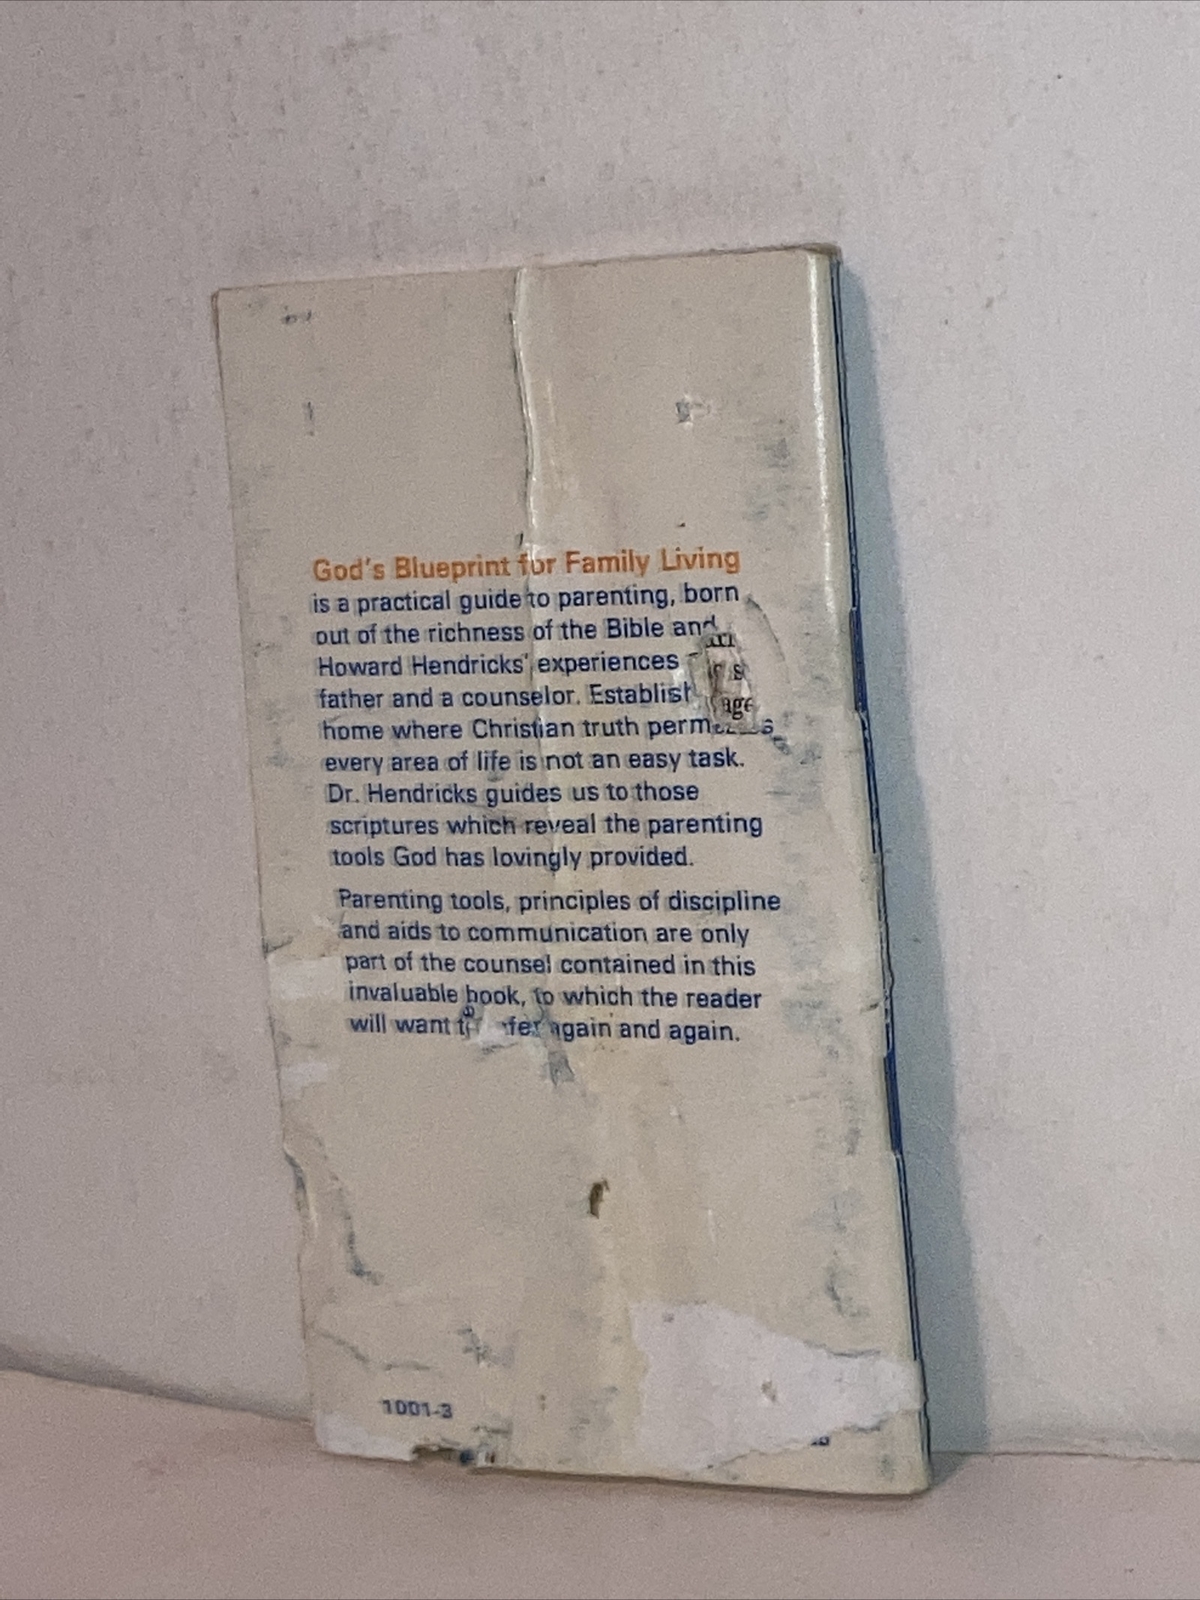 God's Blueprint for Family Living
is a practical guide to parenting, born
out of the richness of the Bible and
Howard Hendricks' experiences
father and a counselor.
home where Christian truth
every area of life is not an easy task.
Dr. Hendricks guides us to those
scriptures which reveal the parenting
tools God has lovingly provided.
Parenting tools, principles of discipline
and aids to communication are only
part of the counsel contained in this
invaluable book, to which the reader
will want again and again.
1001-3